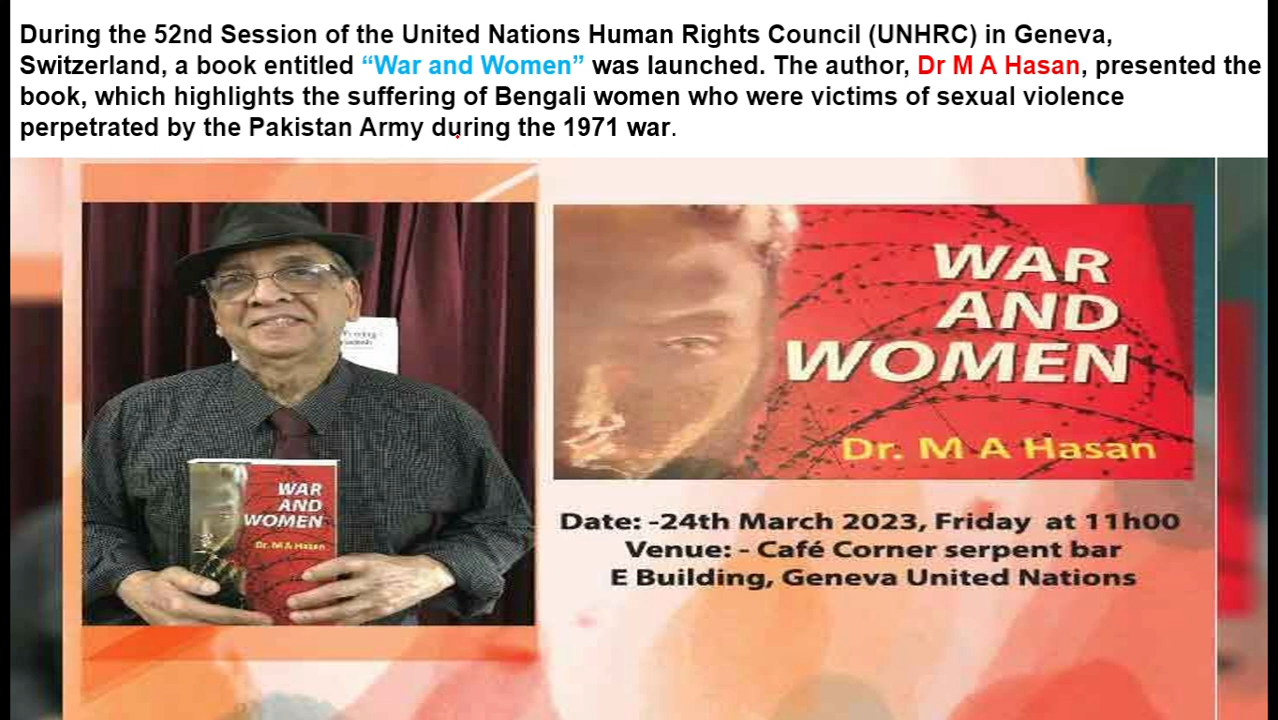 During the 52nd Session of the United Nations Human Rights Council (UNHRC) in Geneva,
Switzerland, a book entitled “War and Women” was launched. The author, Dr M A Hasan, presented the
book, which highlights the suffering of Bengali women who were victims of sexual violence
perpetrated by the Pakistan Army during the 1971 war.
WAR
AND
WOMEN
Dr. M A Hasan
WAR
AND
WOMEN
Dr. M A Hasan
Date: -24th March 2023, Friday at 11h00
Venue: - Café Corner serpent bar
E Building, Geneva United Nations